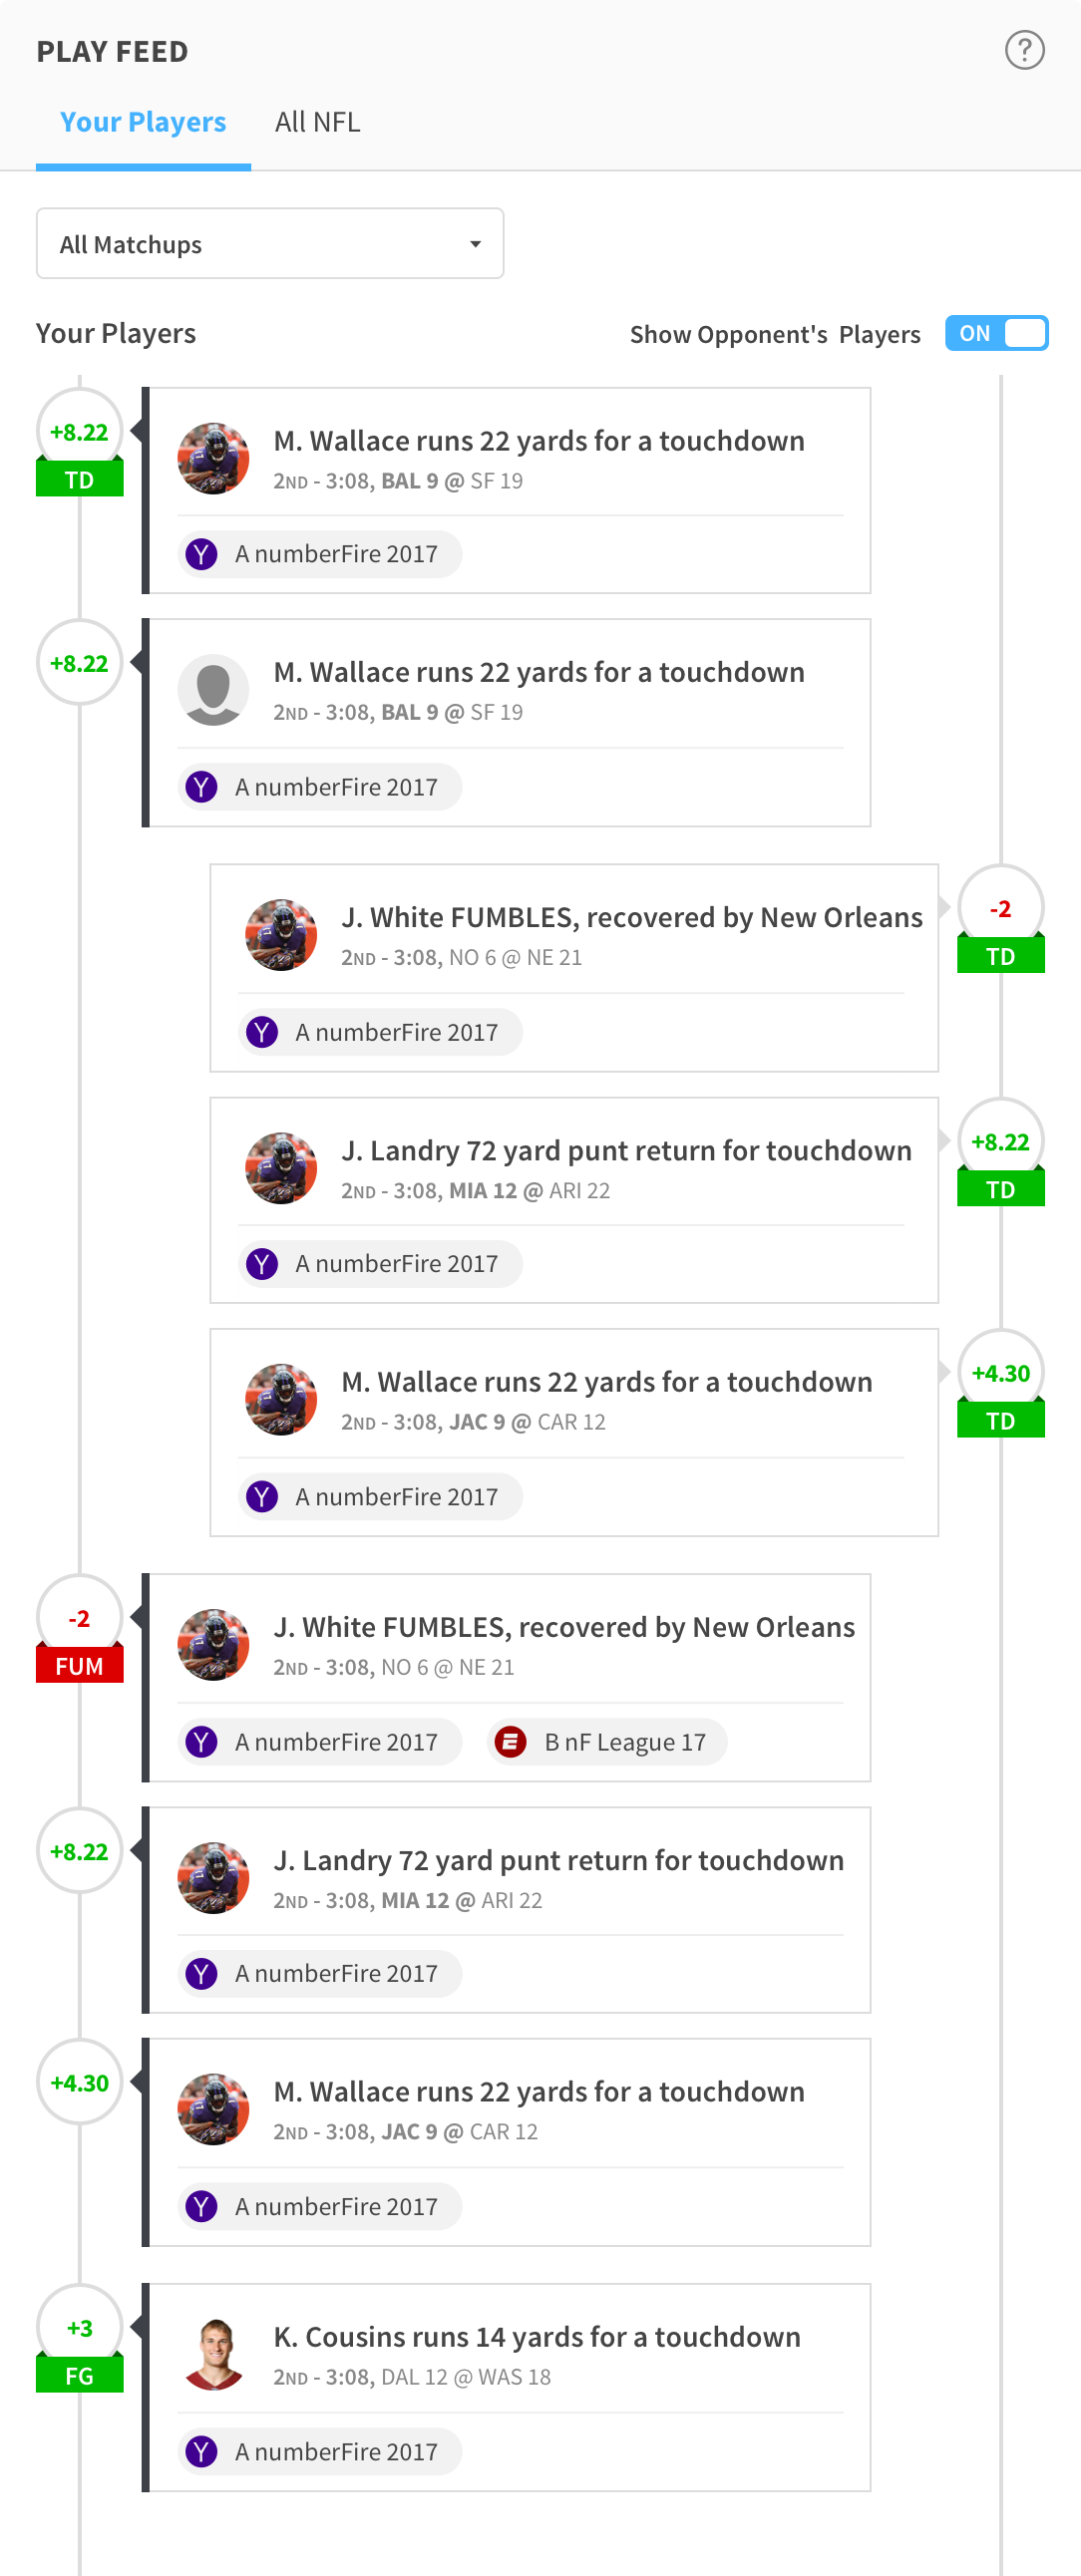 PLAY FEED
?
Your Players All NFL
All Matchups
Your Players Show Opponent's Players ON
+8.22
TD
M. Wallace runs 22 yards for a touchdown
2ND - 3:08, BAL 9 @ SF 19
Y A numberFire 2017
+8.22
M. Wallace runs 22 yards for a touchdown
2ND - 3:08, BAL 9 @ SF 19
Y A numberFire 2017
J. White FUMBLES, recovered by New Orleans
2ND - 3:08, NO 6 @ NE 21
Y A numberFire 2017
-2
TD
J. Landry 72 yard punt return for touchdown
2ND - 3:08, MIA 12 @ ARI 22
Y A numberFire 2017
+8.22
TD
M. Wallace runs 22 yards for a touchdown
2ND - 3:08, JAC 9 @ CAR 12
Y A numberFire 2017
+4.30
TD
-2
FUM
J. White FUMBLES, recovered by New Orleans
2ND - 3:08, NO 6 @ NE 21
Y A numberFire 2017 E B nF League 17
+8.22
J. Landry 72 yard punt return for touchdown
2ND - 3:08, MIA 12 @ ARI 22
Y A numberFire 2017
+4.30
M. Wallace runs 22 yards for a touchdown
2ND - 3:08, JAC 9 @ CAR 12
Y A numberFire 2017
+3
FG
K. Cousins runs 14 yards for a touchdown
2ND - 3:08, DAL 12 @ WAS 18
Y A numberFire 2017